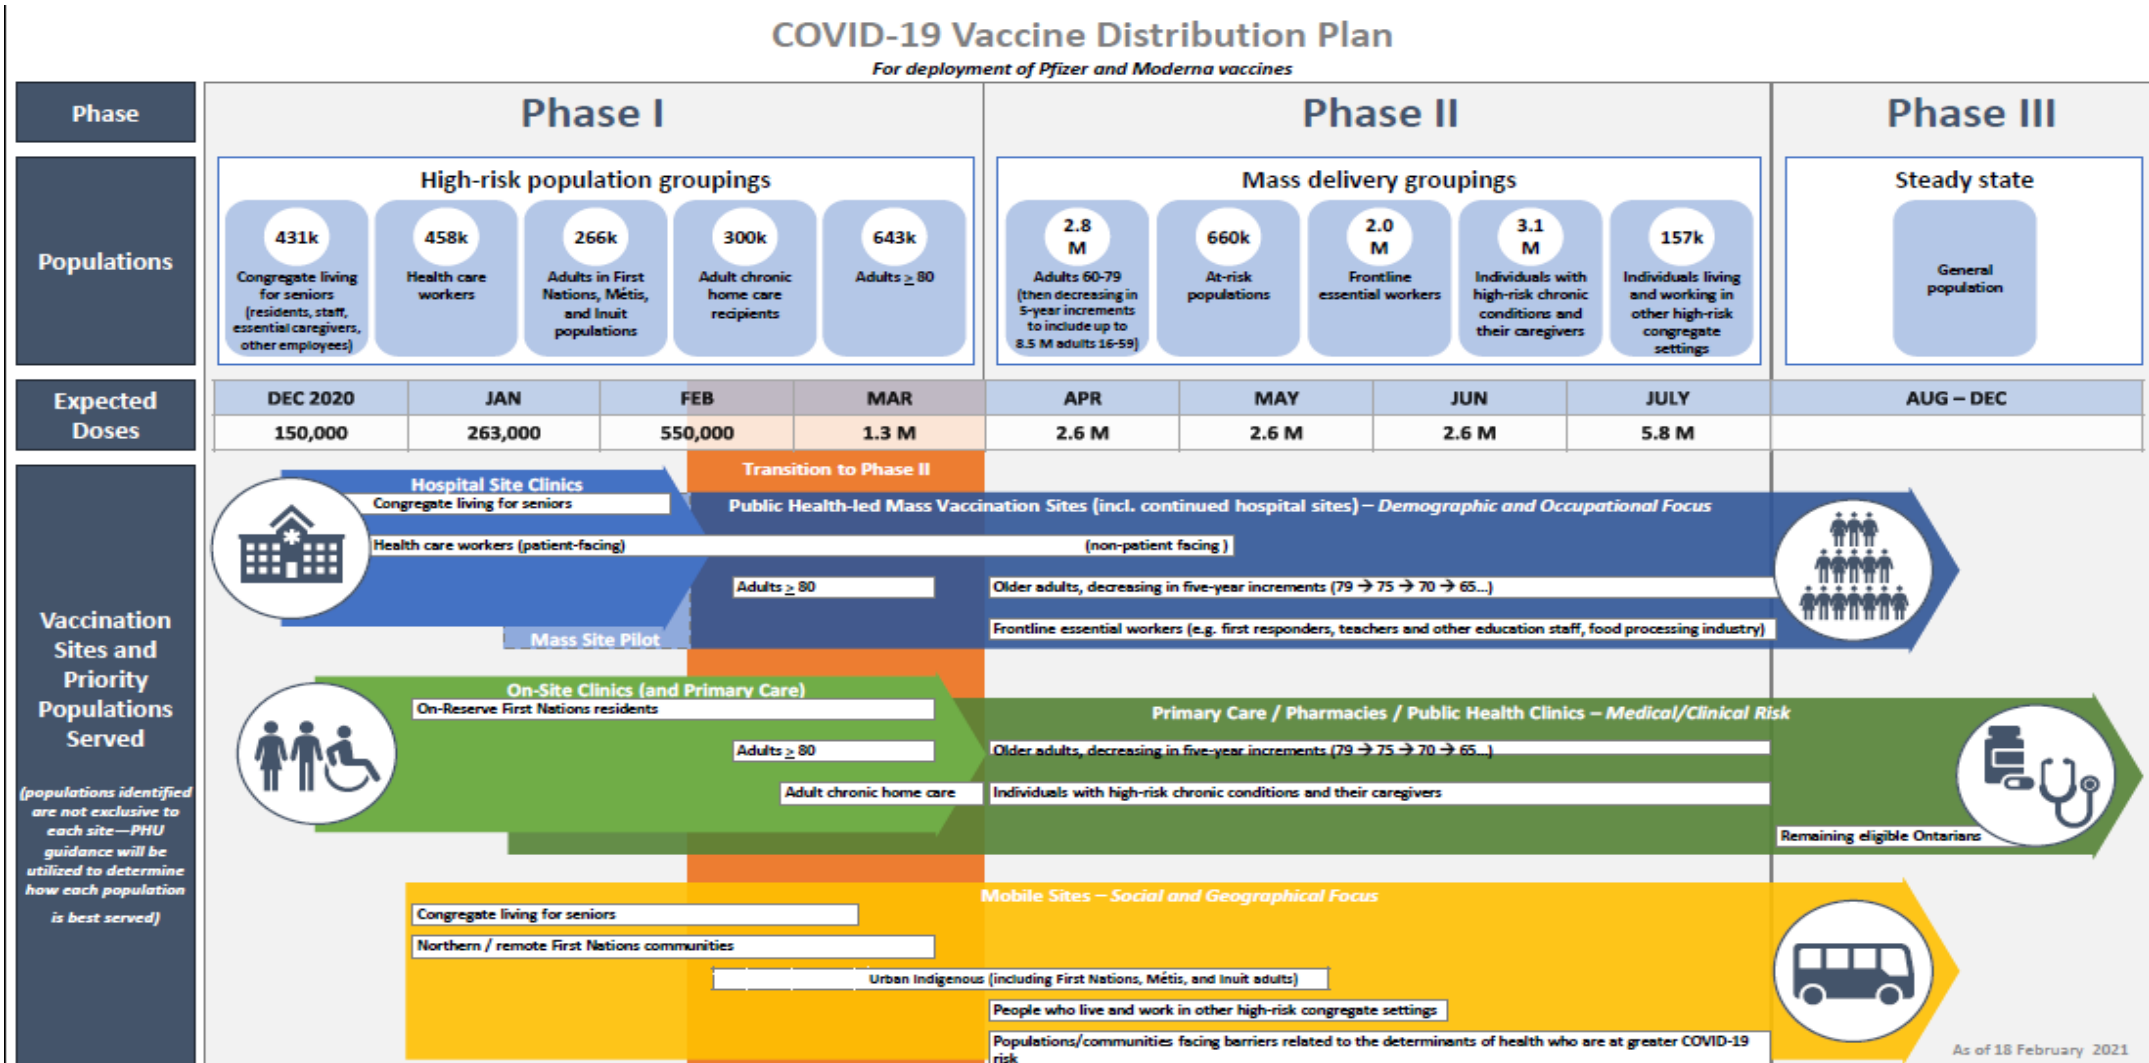 COVID-19 Vaccine Distribution Plan
For deployment of Pfizer and Moderna vaccines
Phase
Phase I
Phase II
Phase III
Populations
High-risk population groupings
431k
Congregate living
for seniors
(residents, staff,
essential caregivers,
other employees)
458k
Health care
workers
266k
Adults in First
Nations, Métis,
and Inuit
populations
300k
Adult chronic
home care
recipients
643k
Adults ≥ 80
Mass delivery groupings
2.8
M
Adults 60-79
(then decreasing in
5-year increments
to include up to
8.5 M adults 16-59)
660k
At-risk
populations
2.0
M
Frontline
essential workers
3.1
M
Individuals with
high-risk chronic
conditions and
their caregivers
157k
Individuals living
and working in
other high-risk
congregate
settings
Steady state
General
population
Expected
Doses
DEC 2020 JAN FEB MAR APR MAY JUN JULY AUG – DEC
150,000 263,000 550,000 1.3 M 2.6 M 2.6 M 2.6 M 5.8 M
Vaccination
Sites and
Priority
Populations
Served
(populations identified
are not exclusive to
each site—PHU
guidance will be
utilized to determine
how each population
is best served)
Transition to Phase II
Hospital Site Clinics
Congregate living for seniors
Public Health-led Mass Vaccination Sites (incl. continued hospital sites) – Demographic and Occupational Focus
Health care workers (patient-facing) (non-patient facing )
Adults ≥ 80
Older adults, decreasing in five-year increments (79 → 75 → 70 → 65...)
Frontline essential workers (e.g. first responders, teachers and other education staff, food processing industry)
Mass Site Pilot
On-Site Clinics (and Primary Care)
On-Reserve First Nations residents
Primary Care / Pharmacies / Public Health Clinics – Medical/Clinical Risk
Adults ≥ 80
Older adults, decreasing in five-year increments (79 → 75 → 70 → 65...)
Adult chronic home care
Individuals with high-risk chronic conditions and their caregivers
Remaining eligible Ontarians
Mobile Sites – Social and Geographical Focus
Congregate living for seniors
Northern / remote First Nations communities
Urban Indigenous (including First Nations, Métis, and Inuit adults)
People who live and work in other high-risk congregate settings
Populations/communities facing barriers related to the determinants of health who are at greater COVID-19
risk
As of 18 February 2021